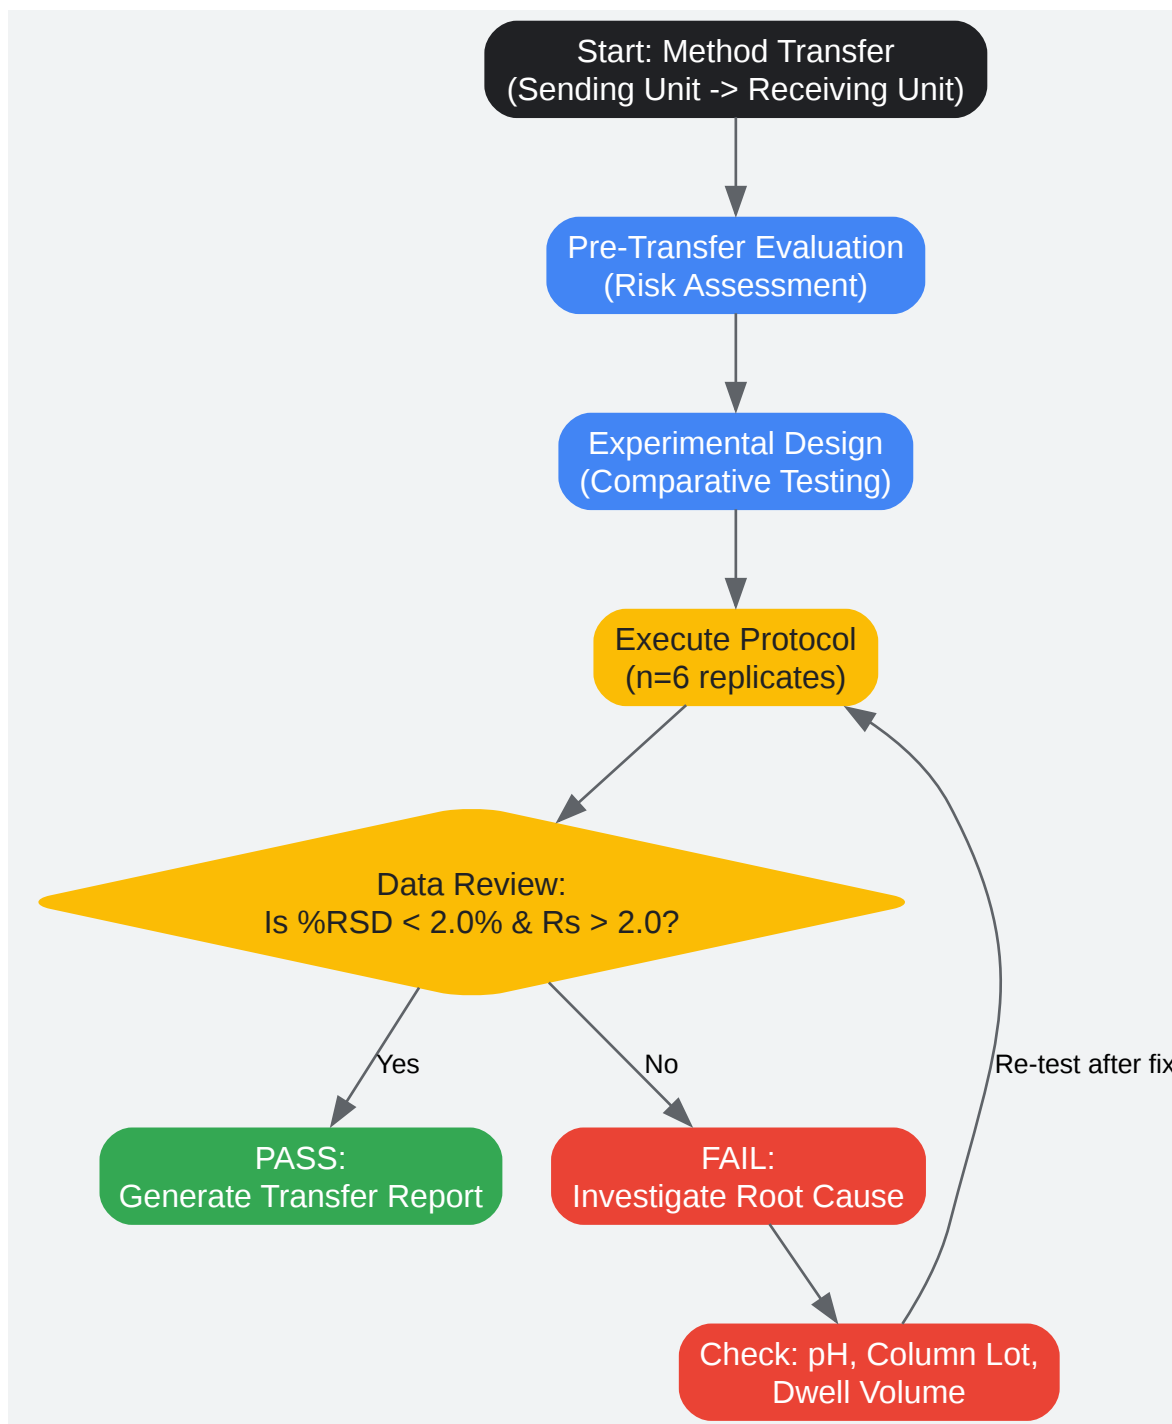 Start: Method Transfer
(Sending Unit -> Receiving Unit)
Pre-Transfer Evaluation
(Risk Assessment)
Experimental Design
(Comparative Testing)
Execute Protocol
(n=6 replicates)
Data Review:
Is %RSD < 2.0% & Rs > 2.0?
Yes
No
Re-test after fix
PASS:
Generate Transfer Report
FAIL:
Investigate Root Cause
Check: pH, Column Lot,
Dwell Volume